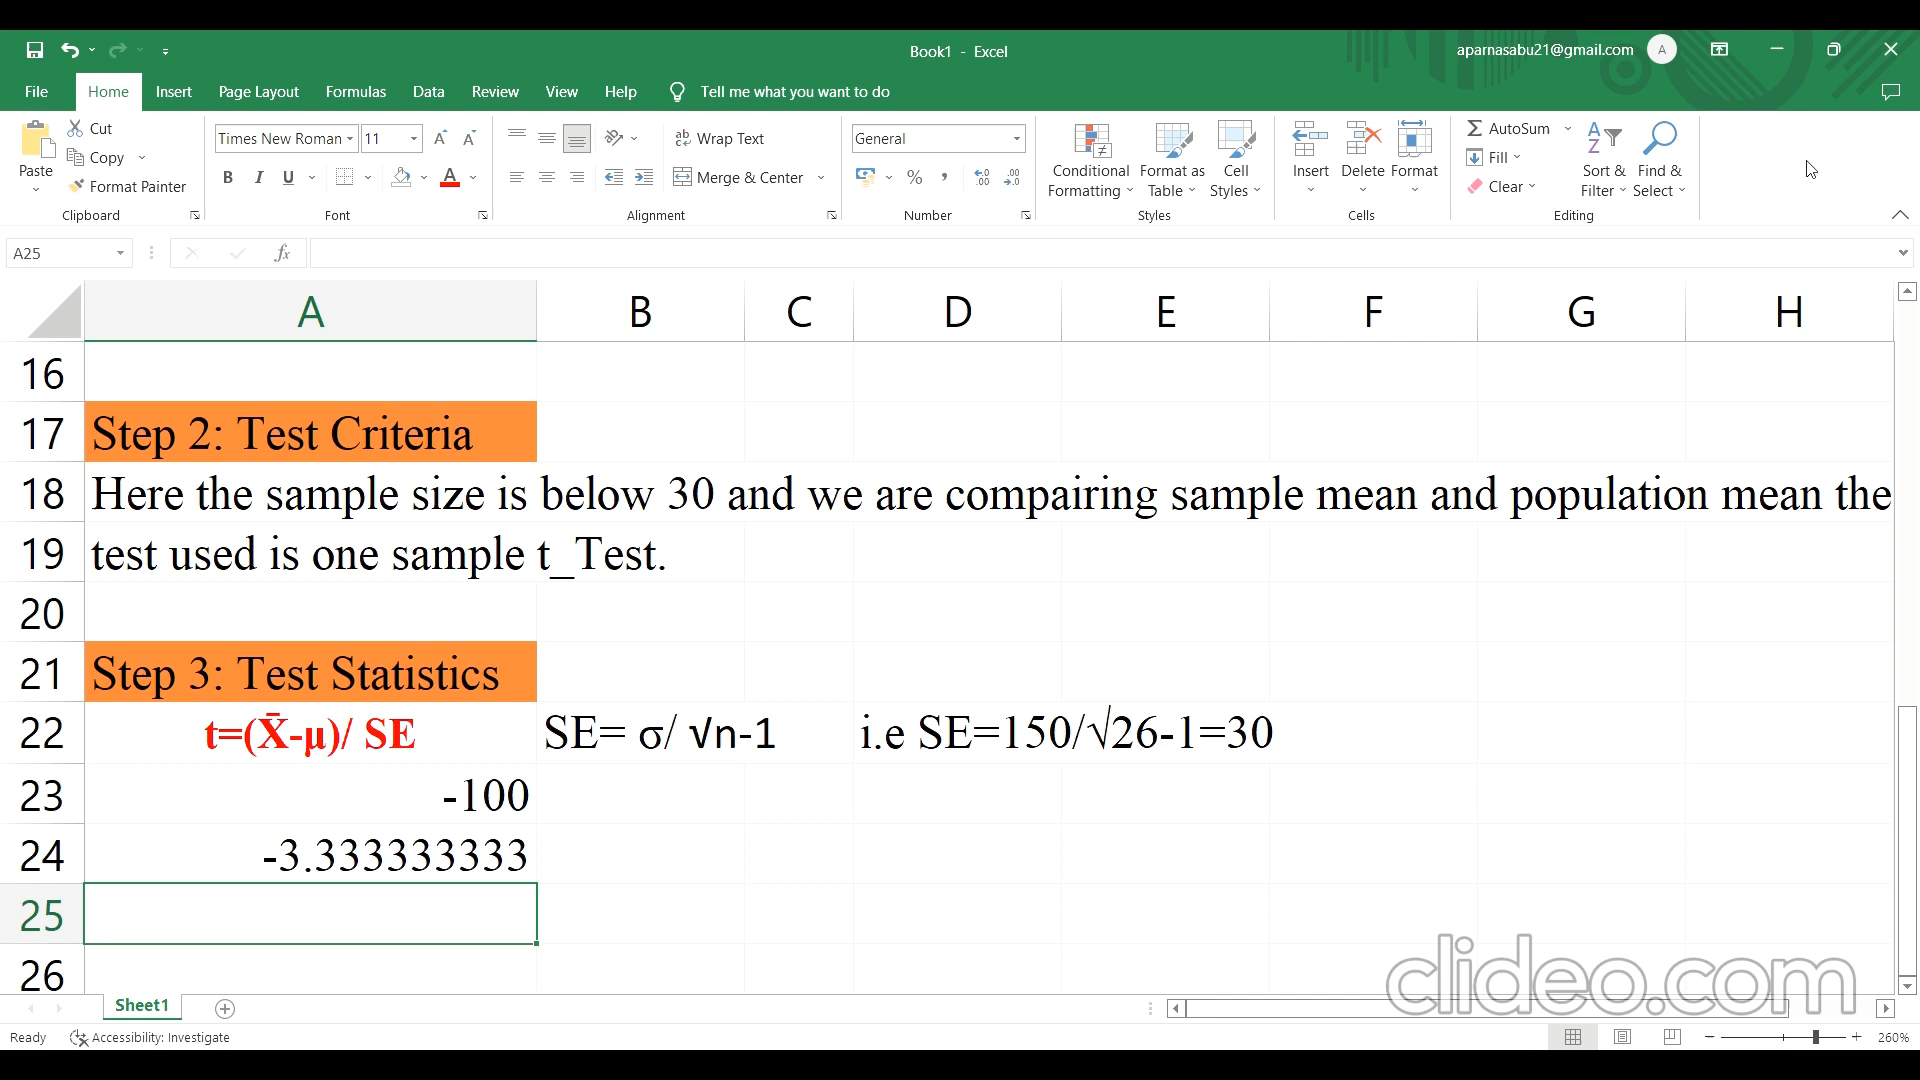 Book1 - Excel
aparnasabu21@gmail.com
A
File Home Insert Page Layout Formulas Data Review View Help Tell me what you want to do
Paste
Cut
Copy
Format Painter
Clipboard
Times New Roman 11
B I U
A
Font
ab Wrap Text
Merge & Center
Alignment
General
% ,
Number
Conditional Formatting
Format as Table
Cell Styles
Styles
Insert Delete Format
Cells
AutoSum
Fill
Clear
Sort & Filter
Find & Select
Editing
A25
fx
A B C D E F G H
16
17 Step 2: Test Criteria
18 Here the sample size is below 30 and we are compairing sample mean and population mean the
19 test used is one sample t_Test.
20
21 Step 3: Test Statistics
22 t=(X̄-μ)/ SE SE= σ/ √n-1 i.e SE=150/√26-1=30
23 -100
24 -3.333333333
25
26
clideo.com
Sheet1
Ready Accessibility: Investigate 260%